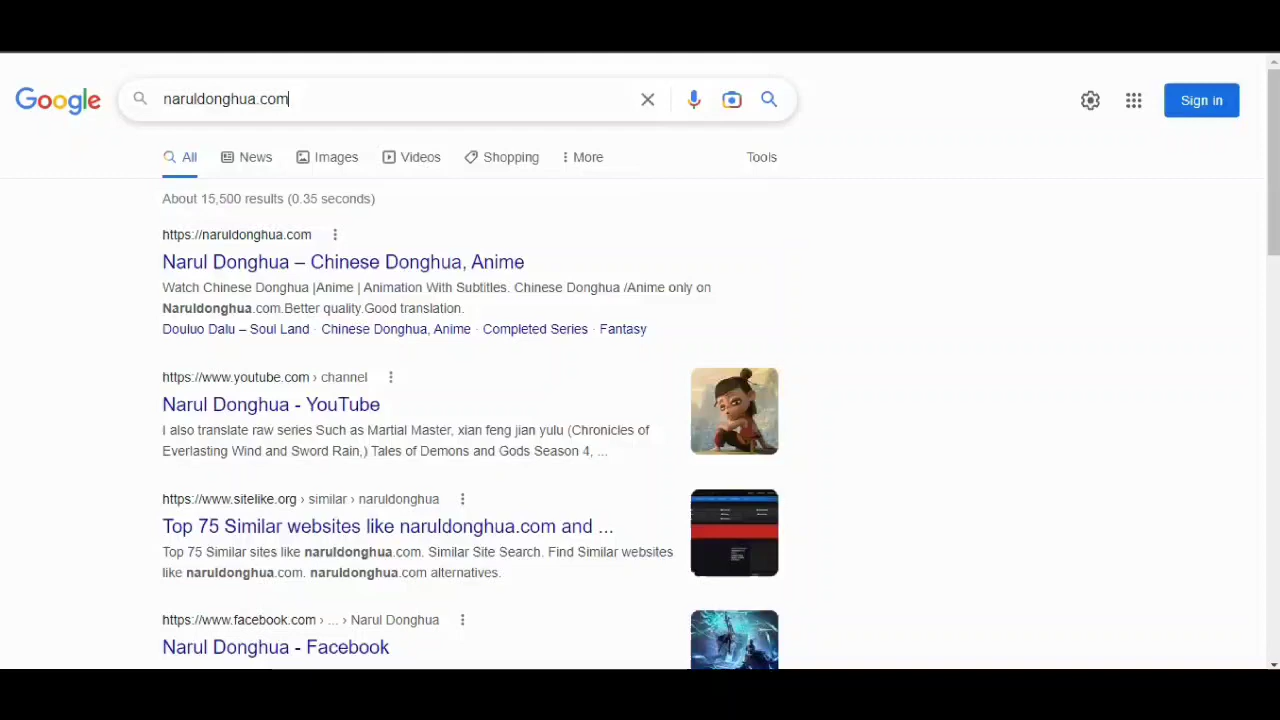 Google
naruldonghua.com
Sign in
All News Images Videos Shopping More Tools
About 15,500 results (0.35 seconds)
https://naruldonghua.com
Narul Donghua – Chinese Donghua, Anime
Watch Chinese Donghua |Anime | Animation With Subtitles. Chinese Donghua /Anime only on
Naruldonghua.com.Better quality.Good translation.
Douluo Dalu – Soul Land · Chinese Donghua, Anime · Completed Series · Fantasy
https://www.youtube.com › channel
Narul Donghua - YouTube
I also translate raw series Such as Martial Master, xian feng jian yulu (Chronicles of
Everlasting Wind and Sword Rain,) Tales of Demons and Gods Season 4, ...
https://www.sitelike.org › similar › naruldonghua
Top 75 Similar websites like naruldonghua.com and ...
Top 75 Similar sites like naruldonghua.com. Similar Site Search. Find Similar websites
like naruldonghua.com. naruldonghua.com alternatives.
https://www.facebook.com › ... › Narul Donghua
Narul Donghua - Facebook